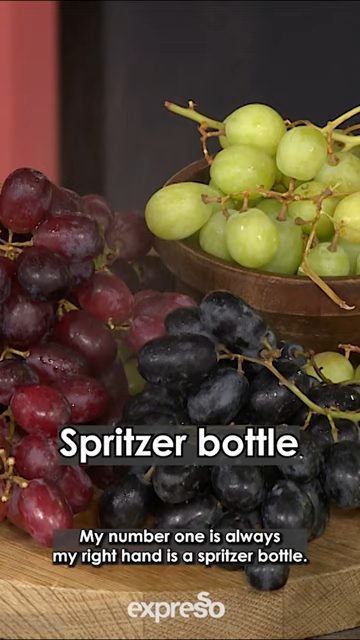 Spritzer bottle
My number one is always
my right hand is a spritzer bottle.
expresso